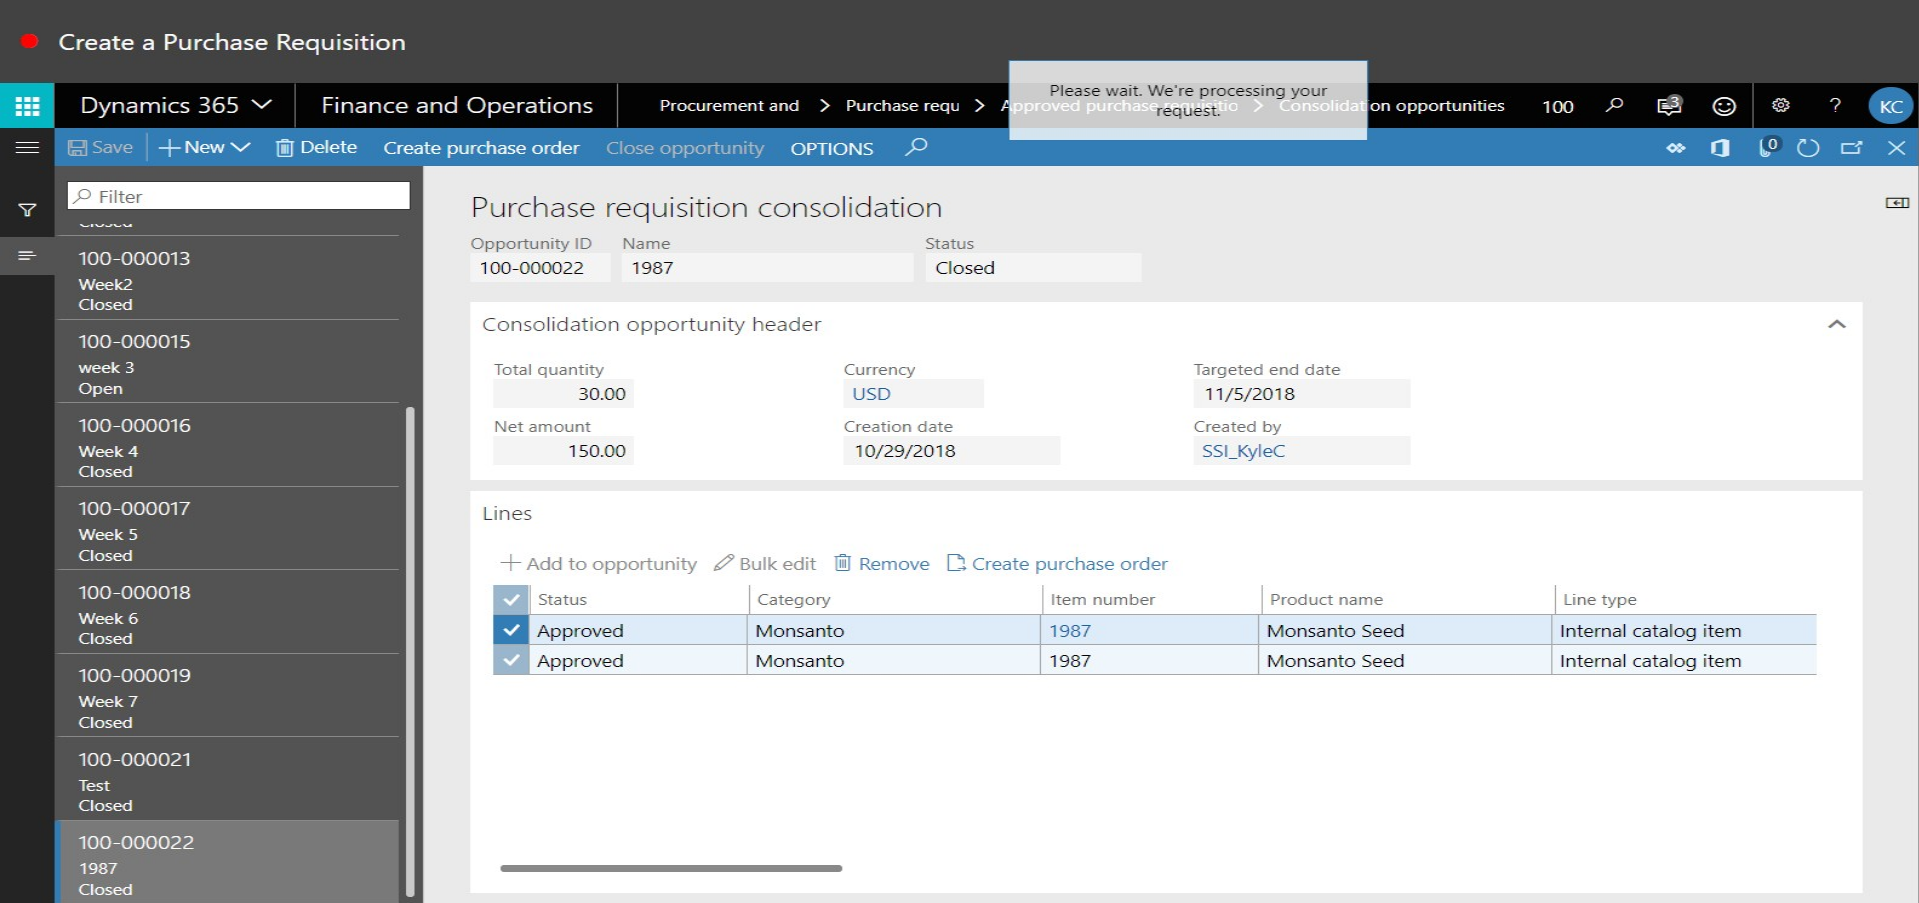 Create a Purchase Requisition
Dynamics 365
Finance and Operations
Procurement and > Purchase requ > Approved purchase requisitio > Consolidation opportunities
Please wait. We're processing your
request.
100
3
?
KC
Save
New
Delete
Create purchase order
Close opportunity
OPTIONS
0
Filter
Closed
100-000013
Week2
Closed
100-000015
week 3
Open
100-000016
Week 4
Closed
100-000017
Week 5
Closed
100-000018
Week 6
Closed
100-000019
Week 7
Closed
100-000021
Test
Closed
100-000022
1987
Closed
Purchase requisition consolidation
Opportunity ID Name Status
100-000022 1987 Closed
Consolidation opportunity header
Total quantity Currency Targeted end date
30.00 USD 11/5/2018
Net amount Creation date Created by
150.00 10/29/2018 SSI_KyleC
Lines
Add to opportunity Bulk edit Remove Create purchase order
Status Category Item number Product name Line type
Approved Monsanto 1987 Monsanto Seed Internal catalog item
Approved Monsanto 1987 Monsanto Seed Internal catalog item